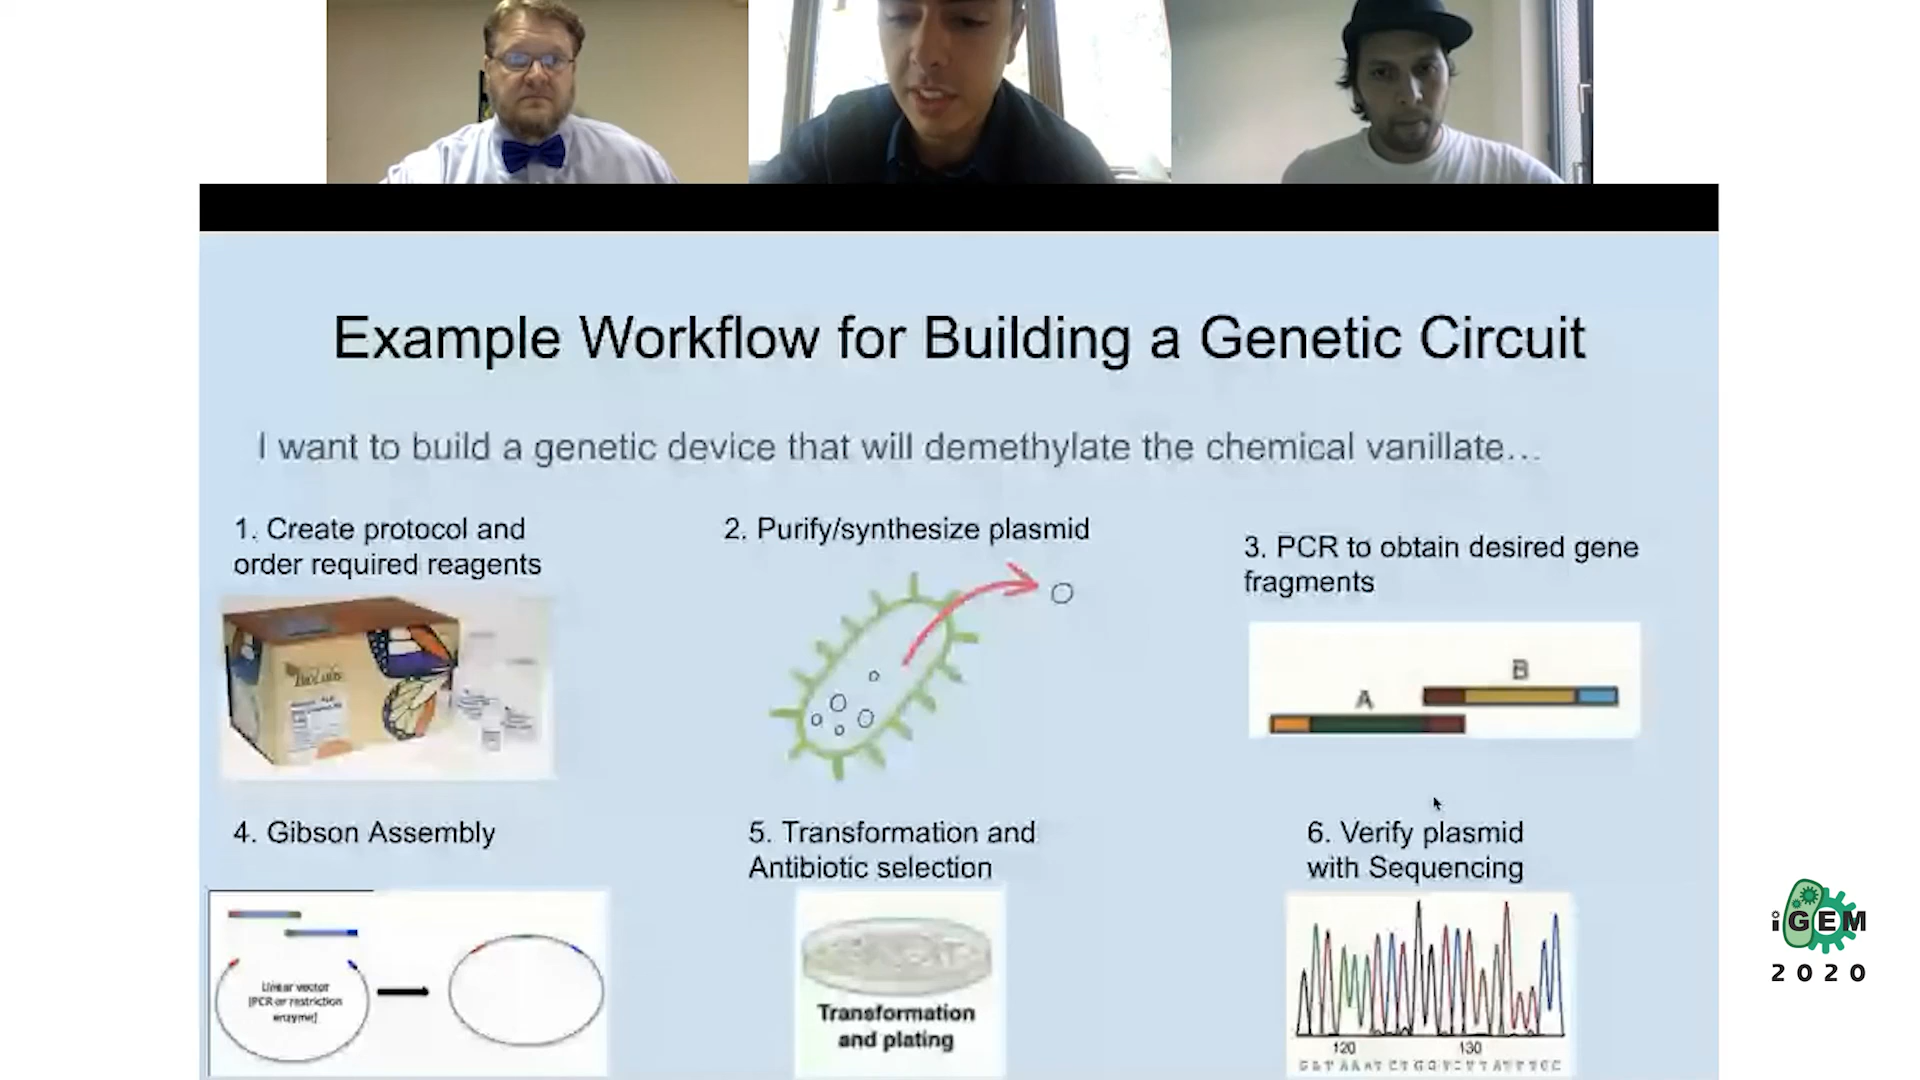 Example Workflow for Building a Genetic Circuit
I want to build a genetic device that will demethylate the chemical vanillate...
1. Create protocol and
order required reagents
2. Purify/synthesize plasmid
3. PCR to obtain desired gene
fragments
BioLabs
A
B
4. Gibson Assembly
5. Transformation and
Antibiotic selection
6. Verify plasmid
with Sequencing
Linear vector
[PCR or restriction
enzyme]
Transformation
and plating
120
130
iGEM
2020